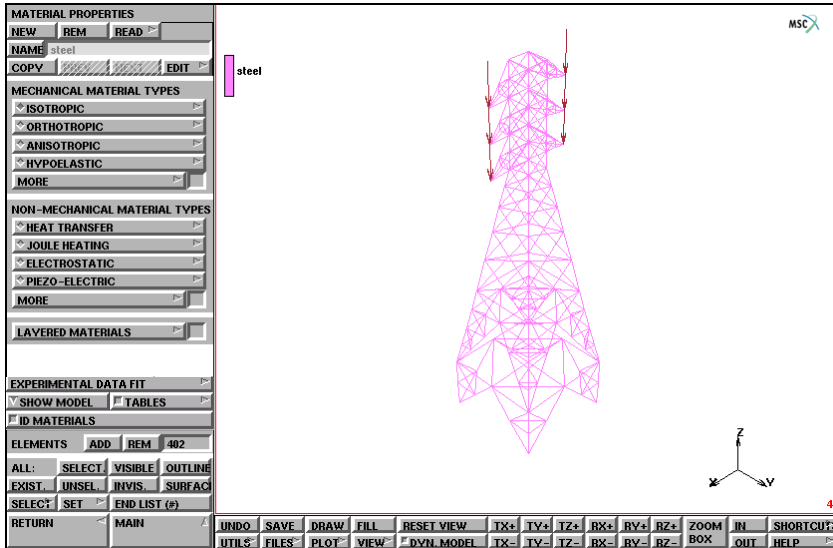 MATERIAL PROPERTIES
NEW REM READ
NAME steel
COPY PREV NEXT EDIT
MECHANICAL MATERIAL TYPES
ISOTROPIC
ORTHOTROPIC
ANISOTROPIC
HYPOELASTIC
MORE
NON-MECHANICAL MATERIAL TYPES
HEAT TRANSFER
JOULE HEATING
ELECTROSTATIC
PIEZO-ELECTRIC
MORE
LAYERED MATERIALS
EXPERIMENTAL DATA FIT
SHOW MODEL TABLES
ID MATERIALS
ELEMENTS ADD REM 402
ALL: SELECT. VISIBLE OUTLINE
EXIST. UNSEL. INVIS. SURFAC
SELECT SET END LIST (#)
RETURN MAIN
steel
MSC
Z
X Y
4
UNDO SAVE DRAW FILL RESET VIEW TX+ TY+ TZ+ RX+ RY+ RZ+ ZOOM BOX IN SHORTCUTS
UTILS FILES PLOT VIEW DYN. MODEL TX- TY- TZ- RX- RY- RZ- OUT HELP